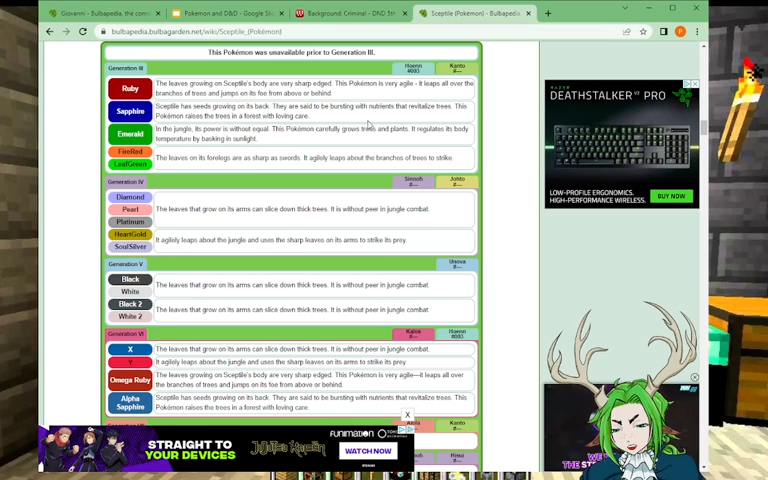 Giovanni - Bulbapedia, the comm
Pokemon and D&D - Google Sli
Background: Criminal - DND 5th
Sceptile (Pokémon) - Bulbapedi
bulbapedia.bulbagarden.net/wiki/Sceptile_(Pokémon)
This Pokémon was unavailable prior to Generation III.
Generation III
Hoenn
#003
Kanto
#—
Ruby
The leaves growing on Sceptile's body are very sharp edged. This Pokémon is very agile - it leaps all over the
branches of trees and jumps on its foe from above or behind.
Sapphire
Sceptile has seeds growing on its back. They are said to be bursting with nutrients that revitalize trees. This
Pokémon raises the trees in a forest with loving care.
Emerald
In the jungle, its power is without equal. This Pokémon carefully grows trees and plants. It regulates its body
temperature by basking in sunlight.
FireRed
LeafGreen
The leaves on its forelegs are as sharp as swords. It agilely leaps about the branches of trees to strike.
Generation IV
Sinnoh
#—
Johto
#—
Diamond
Pearl
Platinum
The leaves that grow on its arms can slice down thick trees. It is without peer in jungle combat.
HeartGold
SoulSilver
It agilely leaps about the jungle and uses the sharp leaves on its arms to strike its prey.
Generation V
Unova
#—
Black
White
The leaves that grow on its arms can slice down thick trees. It is without peer in jungle combat.
Black 2
White 2
The leaves that grow on its arms can slice down thick trees. It is without peer in jungle combat.
Generation VI
Kalos
#—
Hoenn
#003
X
The leaves that grow on its arms can slice down thick trees. It is without peer in jungle combat.
Y
It agilely leaps about the jungle and uses the sharp leaves on its arms to strike its prey.
Omega Ruby
The leaves growing on Sceptile's body are very sharp edged. This Pokémon is very agile—it leaps all over
the branches of trees and jumps on its foe from above or behind.
Alpha
Sapphire
Sceptile has seeds growing on its back. They are said to be bursting with nutrients that revitalize trees. This
Pokémon raises the trees in a forest with loving care.
Alola
Kanto
#—
Hisui
#—
RAZER
DEATHSTALKER V2 PRO
LOW-PROFILE ERGONOMICS.
HIGH-PERFORMANCE WIRELESS.
BUY NOW
X
STRAIGHT TO
YOUR DEVICES
FUNIMATION
JUJUTSU KAISEN
WATCH NOW